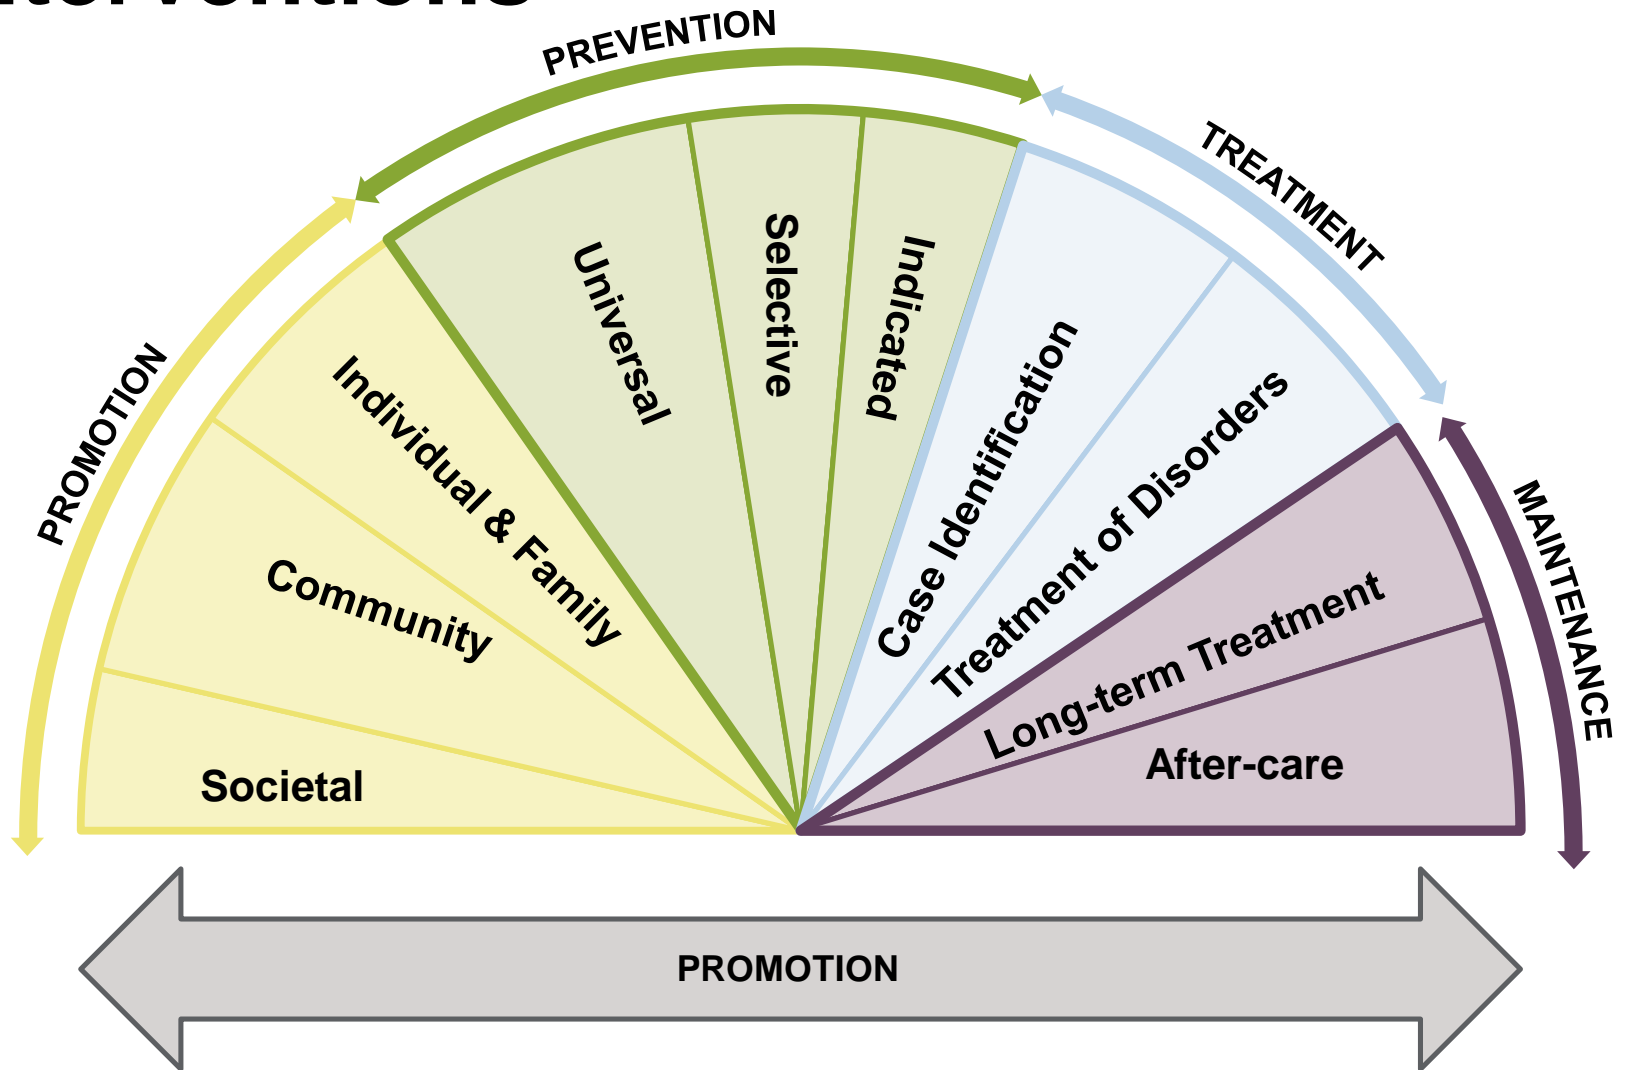 PROMOTION
PREVENTION
TREATMENT
MAINTENANCE
Societal
Community
Individual & Family
Universal
Selective
Indicated
Case Identification
Treatment of Disorders
Long-term Treatment
After-care
PROMOTION